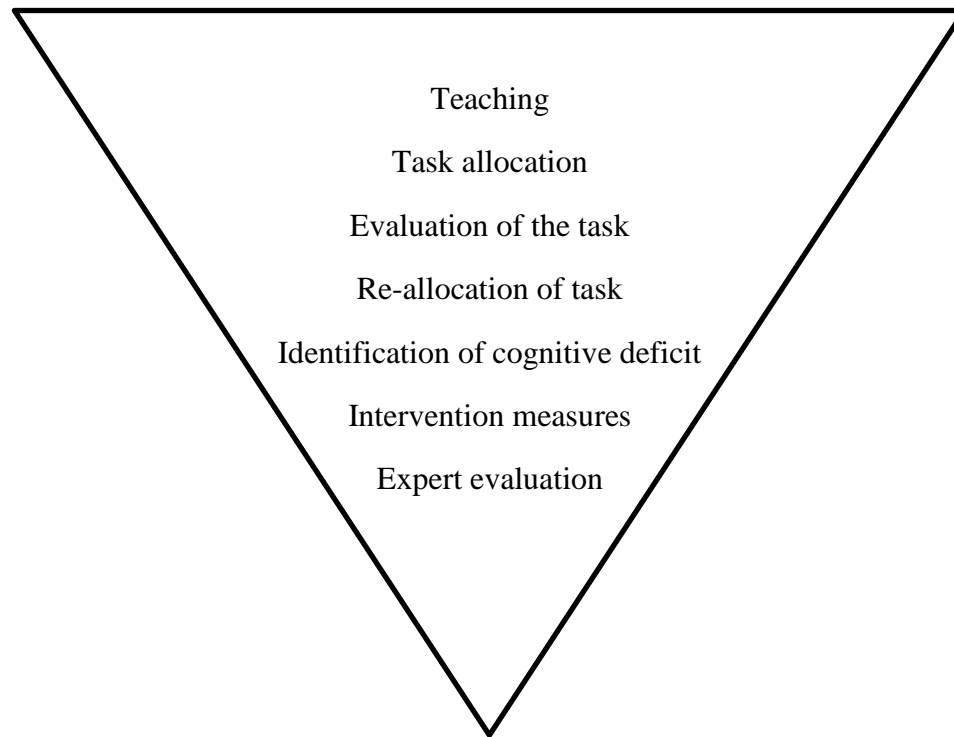 Teaching
Task allocation
Evaluation of the task
Re-allocation of task
Identification of cognitive deficit
Intervention measures
Expert evaluation